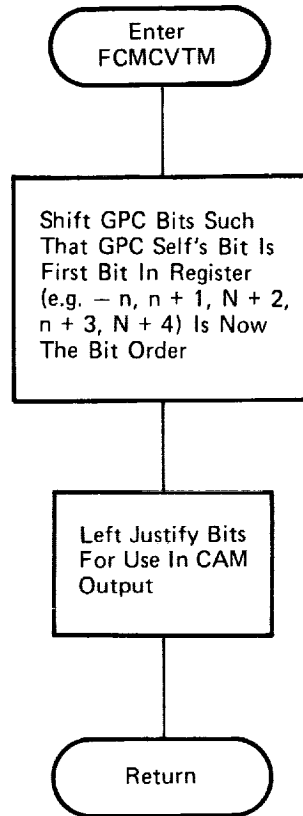 Enter
FCMCVTM
Shift GPC Bits Such
That GPC Self's Bit Is
First Bit In Register
(e.g. – n, n + 1, N + 2,
n + 3, N + 4) Is Now
The Bit Order
Left Justify Bits
For Use In CAM
Output
Return